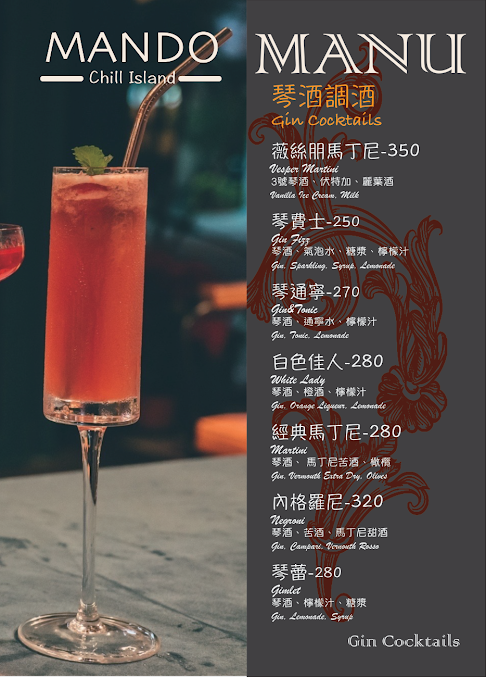 MANDO
Chill Island
MANU
琴酒調酒
Gin Cocktails
薇絲朋馬丁尼-350
Vesper Martini
3號琴酒、伏特加、麗葉酒
Vanilla Ice Cream, Milk
琴費士-250
Gin Fizz
琴酒、氣泡水、糖漿、檸檬汁
Gin, Sparkling, Syrup, Lemonade
琴通寧-270
Gin&Tonic
琴酒、通寧水、檸檬汁
Gin, Tonic, Lemonade
白色佳人-280
White Lady
琴酒、橙酒、檸檬汁
Gin, Orange Liqueur, Lemonade
經典馬丁尼-280
Martini
琴酒、 馬丁尼苦酒、橄欖
Gin, Vermouth Extra Dry, Olives
內格羅尼-320
Negroni
琴酒、苦酒、馬丁尼甜酒
Gin, Campari, Vermouth Rosso
琴蕾-280
Gimlet
琴酒、檸檬汁、糖漿
Gin, Lemonade, Syrup
Gin Cocktails